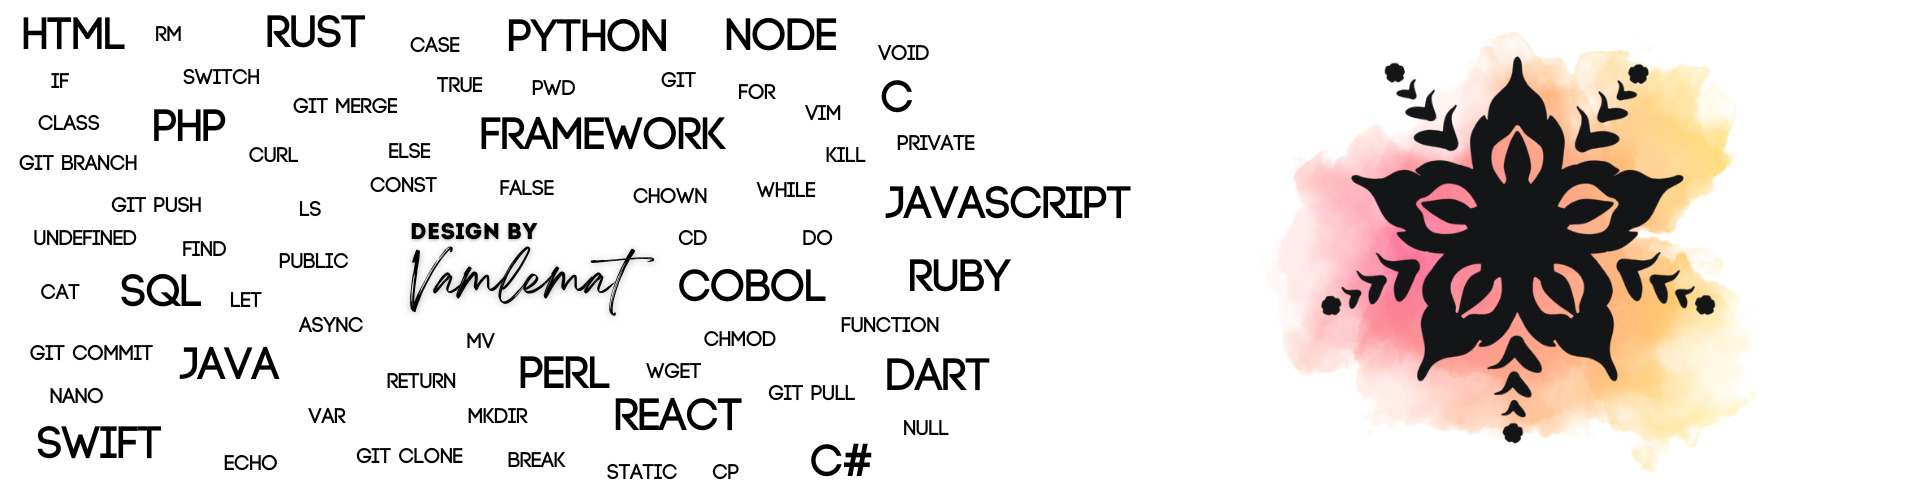 HTML
RM
RUST
CASE
PYTHON
NODE
VOID
IF
SWITCH
TRUE
PWD
GIT
FOR
C
GIT MERGE
CLASS
PHP
VIM
FRAMEWORK
PRIVATE
GIT BRANCH
CURL
ELSE
KILL
CONST
FALSE
CHOWN
WHILE
JAVASCRIPT
GIT PUSH
LS
UNDEFINED
FIND
DESIGN BY
Vamlemat
CD
DO
PUBLIC
CAT
SQL
LET
COBOL
RUBY
ASYNC
MV
CHMOD
FUNCTION
GIT COMMIT
JAVA
RETURN
PERL
WGET
DART
NANO
GIT PULL
VAR
MKDIR
REACT
NULL
SWIFT
ECHO
GIT CLONE
BREAK
STATIC
CP
C#